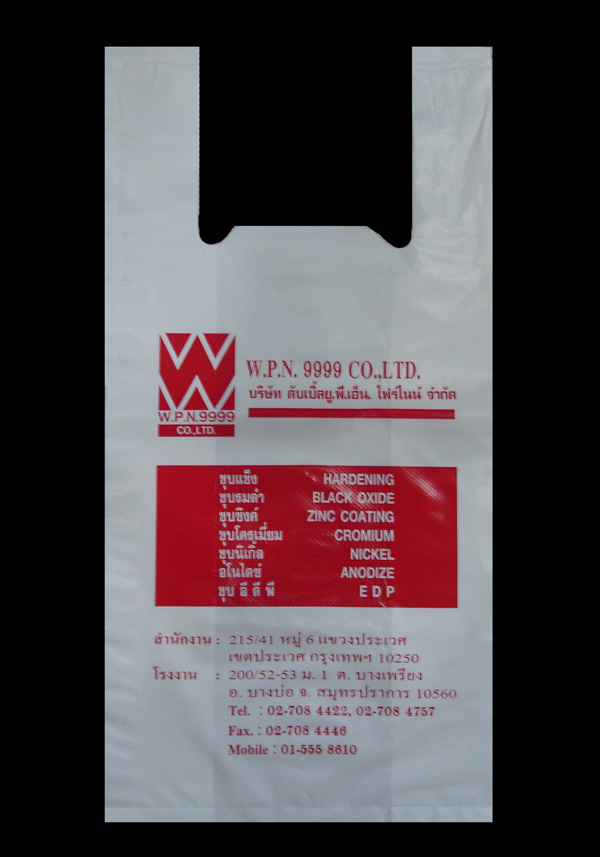 W W
W.P.N.9999
CO.,LTD.
W.P.N. 9999 CO.,LTD.
บริษัท ดับเบิ้ลยู.พี.เอ็น. โฟร์ไนน์ จำกัด
ชุบแข็ง HARDENING
ชุบรมดำ BLACK OXIDE
ชุบซิงค์ ZINC COATING
ชุบโครเมี่ยม CROMIUM
ชุบนิเกิ้ล NICKEL
อโนไดซ์ ANODIZE
ชุบ อี ดี พี E D P
สำนักงาน : 215/41 หมู่ 6 แขวงประเวศ
เขตประเวศ กรุงเทพฯ 10250
โรงงาน : 200/52-53 ม. 1 ต. บางเพรียง
อ. บางบ่อ จ. สมุทรปราการ 10560
Tel. : 02-708 4422, 02-708 4757
Fax. : 02-708 4446
Mobile : 01-555 8610